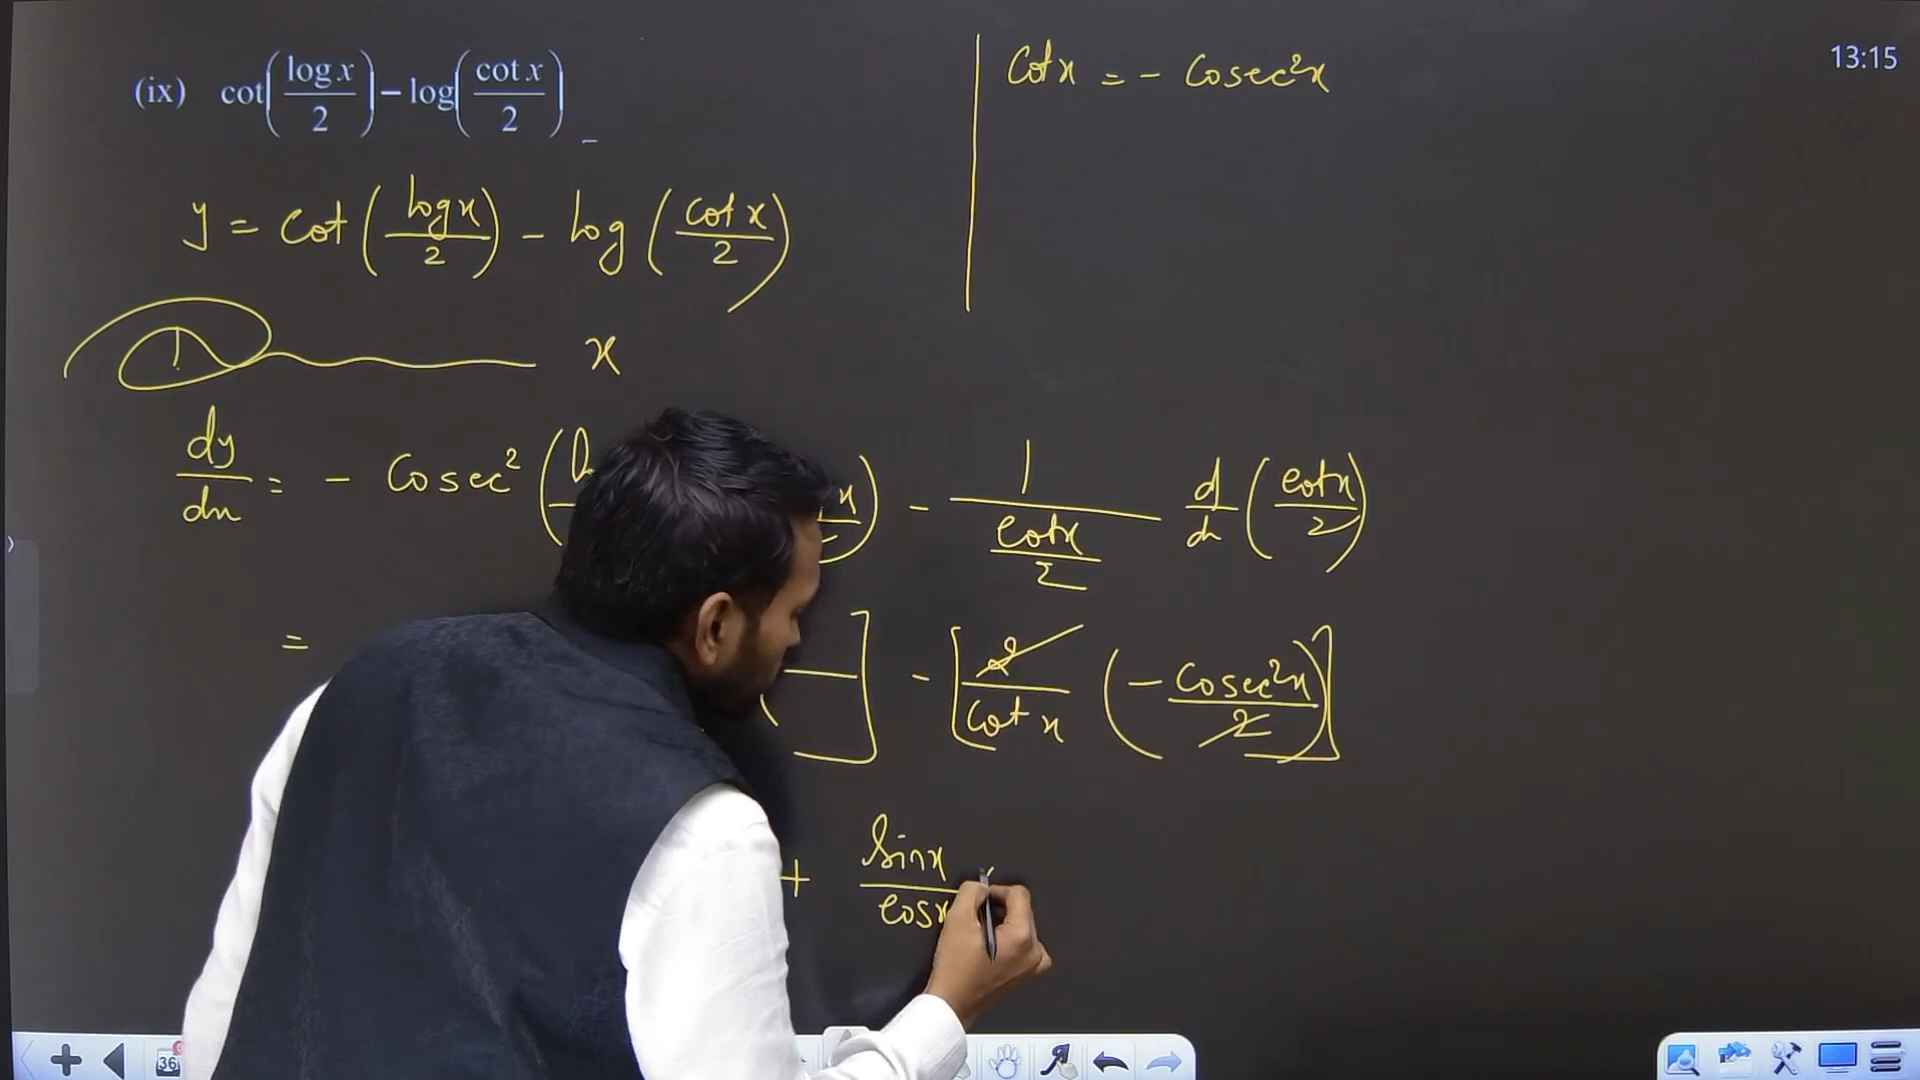 (ix) cot(log x/2) – log(cot x/2)
cot x = - cosec²x
13:15
y = cot (log x/2) - log (cot x/2)
x
dy/dx = - cosec² ( x ) - 1/(cot x/2) d/dx (cot x/2)
= ] - [2/cot x (- cosec²x/2)]
+ sin x/cos x
36